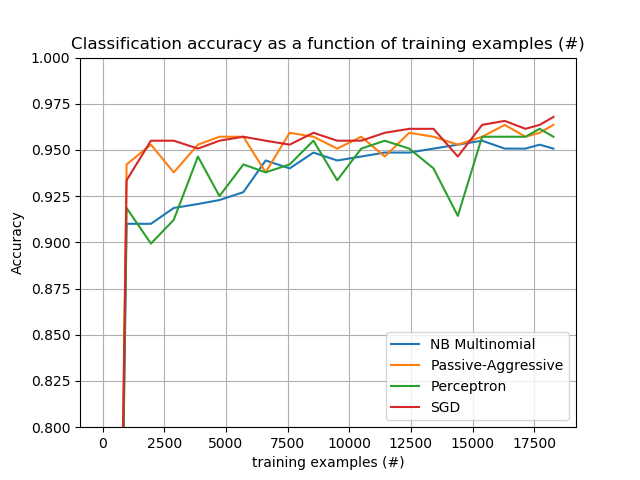 Classification accuracy as a function of training examples (#)
1.000
0.975
0.950
0.925
0.900
0.875
0.850
0.825
0.800
Accuracy
NB Multinomial
Passive-Aggressive
Perceptron
SGD
0 2500 5000 7500 10000 12500 15000 17500
training examples (#)